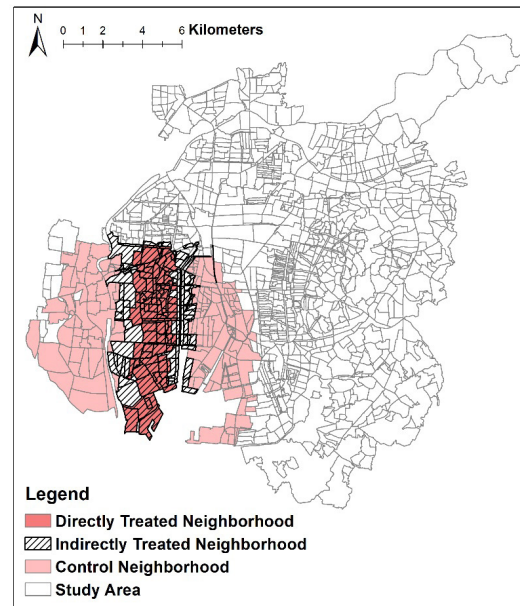 N
0 1 2 4 6 Kilometers
Legend
Directly Treated Neighborhood
Indirectly Treated Neighborhood
Control Neighborhood
Study Area